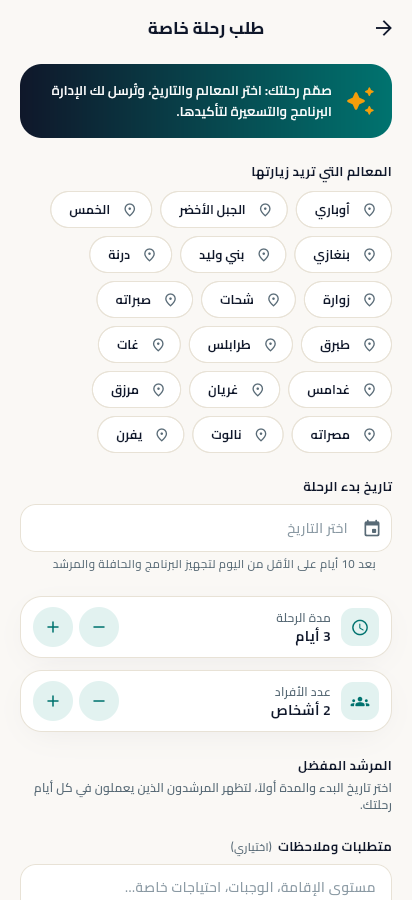 طلب رحلة خاصة
صمّم رحلتك: اختر المعالم والتاريخ، وتُرسل لك الإدارة
البرنامج والتسعيرة لتأكيدها.
المعالم التي تريد زيارتها
أوباري
الجبل الأخضر
الخمس
بنغازي
بني وليد
درنة
زوارة
شحات
صبراته
طبرق
طرابلس
غات
غدامس
غريان
مرزق
مصراته
نالوت
يفرن
تاريخ بدء الرحلة
اختر التاريخ
بعد 10 أيام على الأقل من اليوم لتجهيز البرنامج والحافلة والمرشد
مدة الرحلة
3 أيام
عدد الأفراد
2 أشخاص
المرشد المفضل
اختر تاريخ البدء والمدة أولًا، لتظهر المرشدون الذين يعملون في كل أيام
رحلتك.
متطلبات وملاحظات (اختياري)
مستوى الإقامة، الوجبات، احتياجات خاصة...